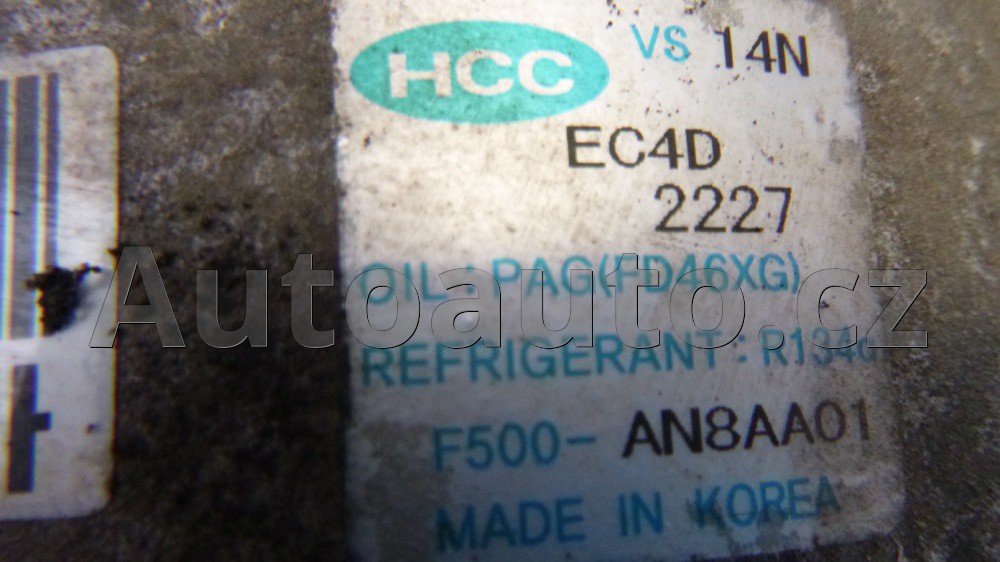 HCC VS 14N
EC4D
2227
OIL : PAG(FD46XG)
Autoauto.cz
REFRIGERANT : R134a
F500-AN8AA01
MADE IN KOREA